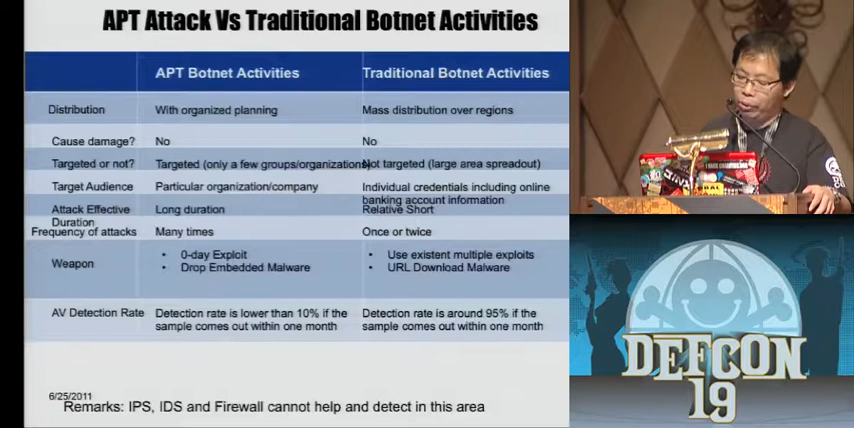 APT Attack Vs Traditional Botnet Activities
APT Botnet Activities
Traditional Botnet Activities
Distribution
With organized planning
Mass distribution over regions
Cause damage?
No
No
Targeted or not?
Targeted (only a few groups/organizations)
Not targeted (large area spreadout)
Target Audience
Particular organization/company
Individual credentials including online
banking account information
Attack Effective
Duration
Long duration
Relative Short
Frequency of attacks
Many times
Once or twice
Weapon
• 0-day Exploit
• Drop Embedded Malware
• Use existent multiple exploits
• URL Download Malware
AV Detection Rate
Detection rate is lower than 10% if the
sample comes out within one month
Detection rate is around 95% if the
sample comes out within one month
6/25/2011
Remarks: IPS, IDS and Firewall cannot help and detect in this area
DEFCON
19